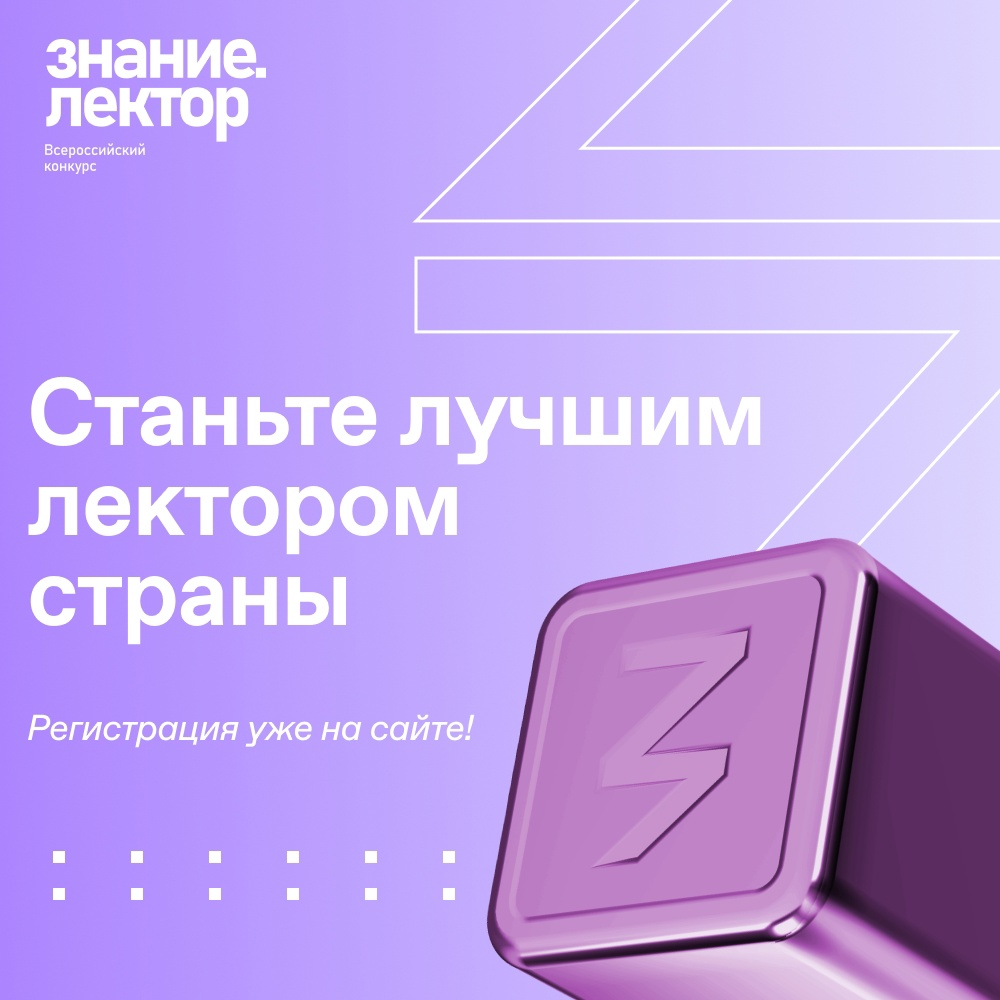 знание.
лектор
Всероссийский
конкурс
Станьте лучшим
лектором
страны
Регистрация уже на сайте!